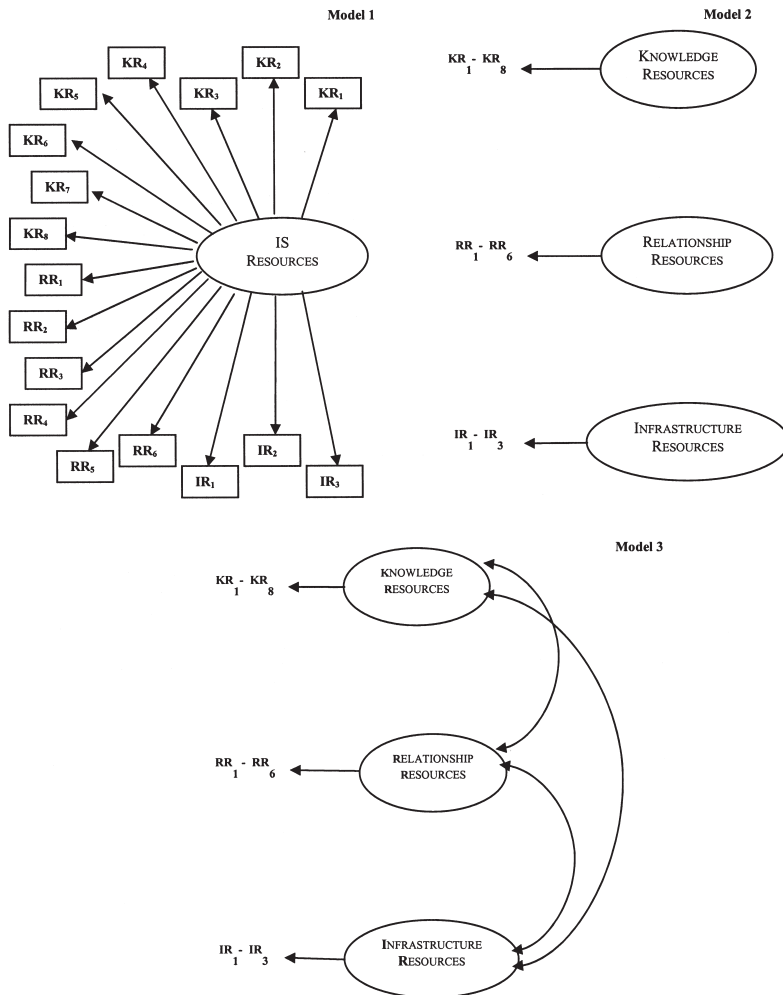 Model 1
KR₄
KR₂
KR₅
KR₃
KR₁
KR₆
KR₇
KR₈
IS
RESOURCES
RR₁
RR₂
RR₃
RR₄
RR₅
RR₆
IR₁
IR₂
IR₃
Model 2
KR₁ - KR₈
KNOWLEDGE
RESOURCES
RR₁ - RR₆
RELATIONSHIP
RESOURCES
IR₁ - IR₃
INFRASTRUCTURE
RESOURCES
Model 3
KR₁ - KR₈
KNOWLEDGE
RESOURCES
RR₁ - RR₆
RELATIONSHIP
RESOURCES
IR₁ - IR₃
INFRASTRUCTURE
RESOURCES